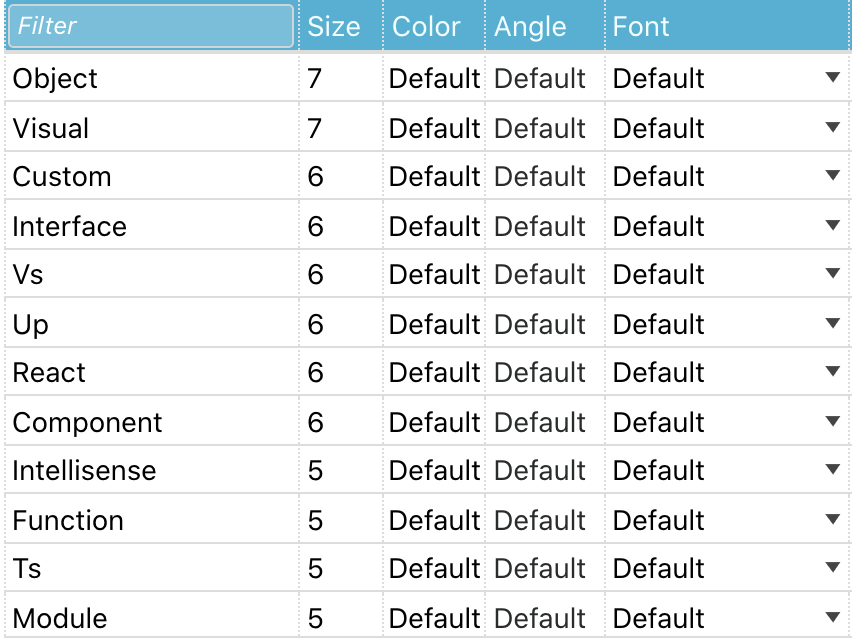 Filter Size Color Angle Font
Object 7 Default Default Default
Visual 7 Default Default Default
Custom 6 Default Default Default
Interface 6 Default Default Default
Vs 6 Default Default Default
Up 6 Default Default Default
React 6 Default Default Default
Component 6 Default Default Default
Intellisense 5 Default Default Default
Function 5 Default Default Default
Ts 5 Default Default Default
Module 5 Default Default Default